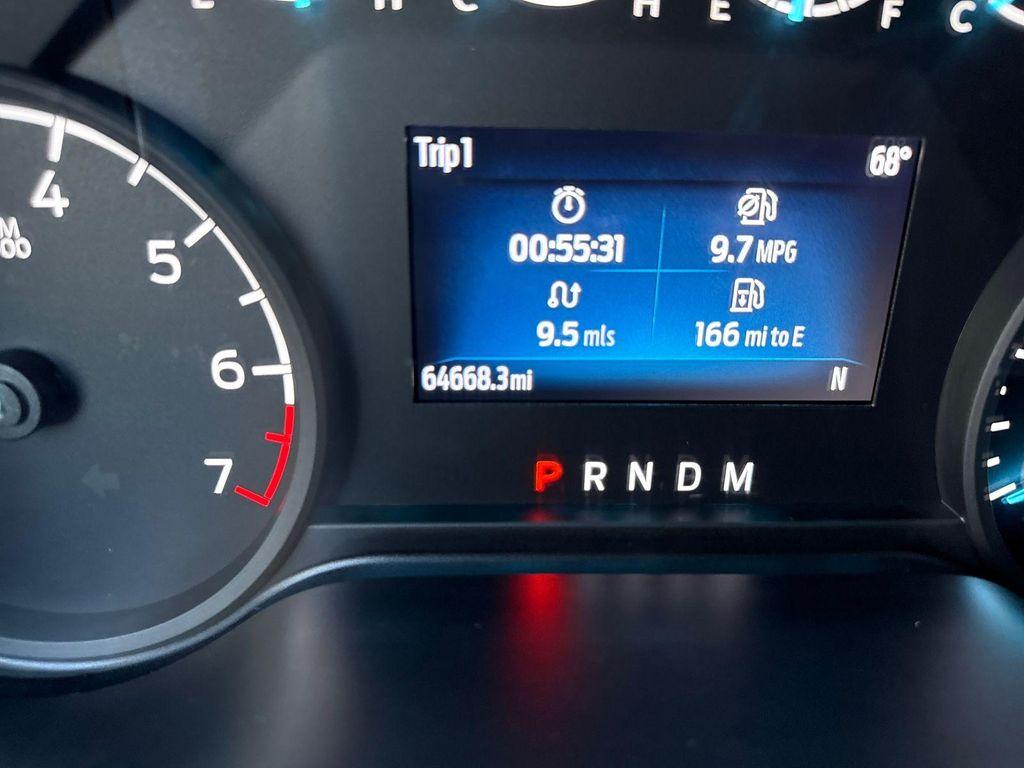 H C H E F C
Trip1 68°
4
5
6
7
00:55:31 9.7 MPG
9.5 mls 166 mi to E
64668.3mi N
P R N D M